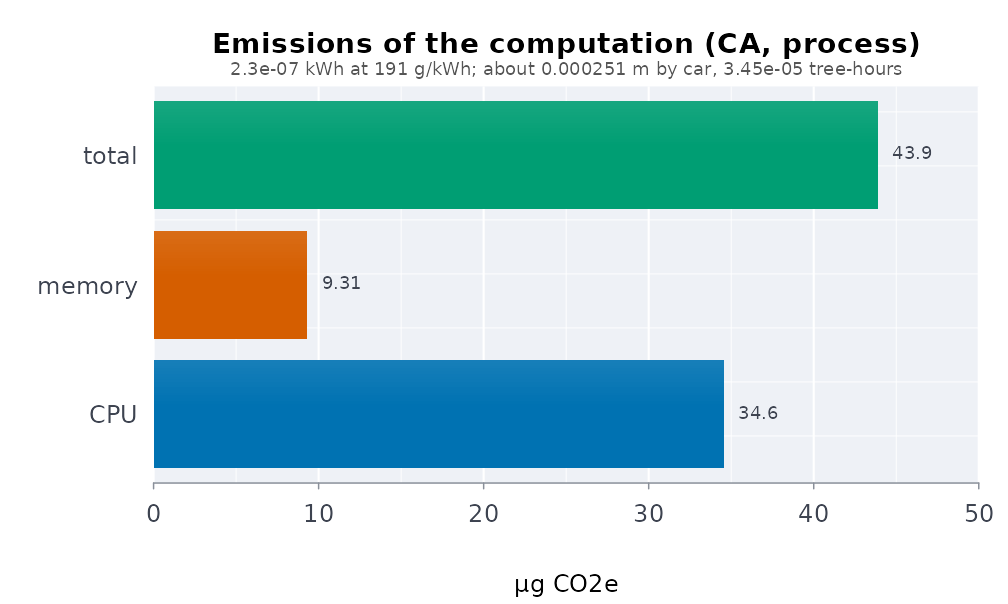 Emissions of the computation (CA, process)
2.3e-07 kWh at 191 g/kWh; about 0.000251 m by car, 3.45e-05 tree-hours
total
43.9
memory
9.31
CPU
34.6
0 10 20 30 40 50
µg CO2e